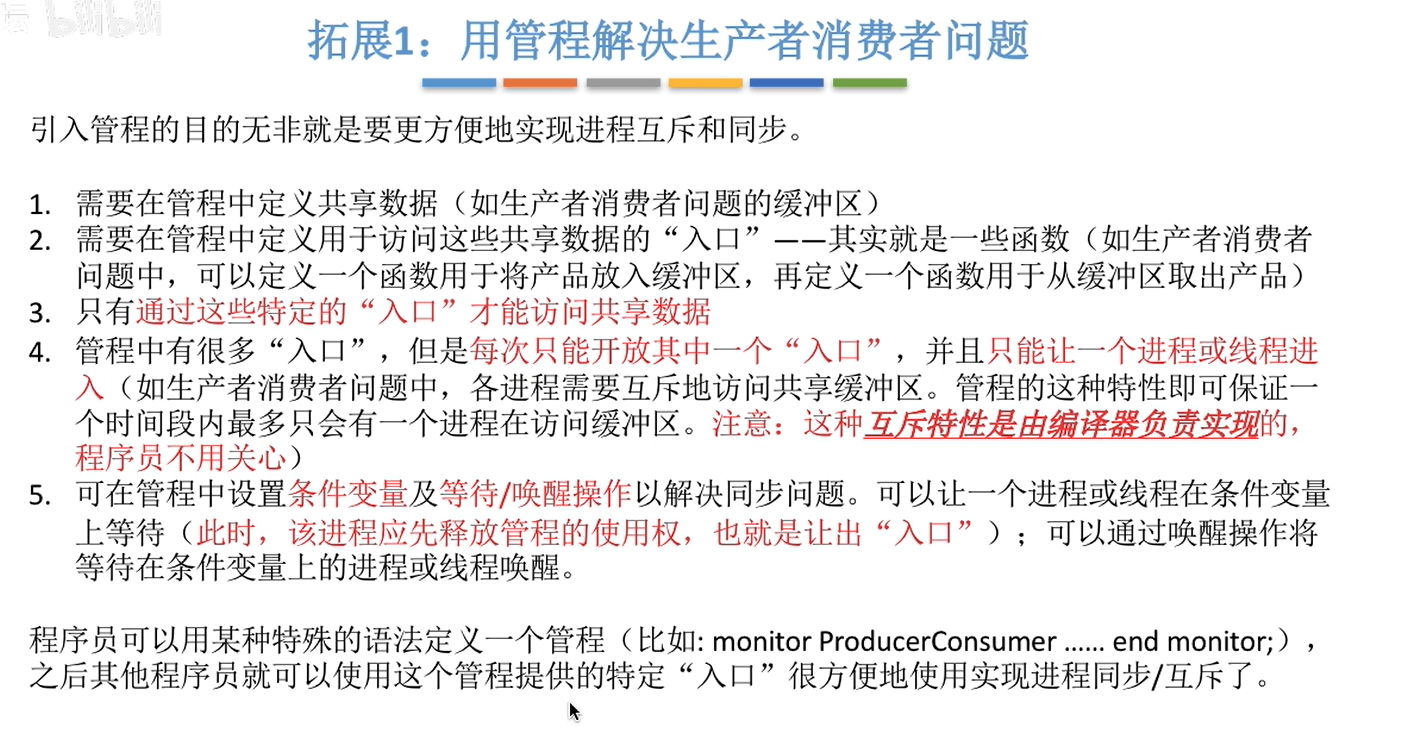 拓展1：用管程解决生产者消费者问题
引入管程的目的无非就是要更方便地实现进程互斥和同步。
1. 需要在管程中定义共享数据（如生产者消费者问题的缓冲区）
2. 需要在管程中定义用于访问这些共享数据的“入口”——其实就是一些函数（如生产者消费者
问题中，可以定义一个函数用于将产品放入缓冲区，再定义一个函数用于从缓冲区取出产品）
3. 只有通过这些特定的“入口”才能访问共享数据
4. 管程中有很多“入口”，但是每次只能开放其中一个“入口”，并且只能让一个进程或线程进
入（如生产者消费者问题中，各进程需要互斥地访问共享缓冲区。管程的这种特性即可保证一
个时间段内最多只会有一个进程在访问缓冲区。注意：这种互斥特性是由编译器负责实现的，
程序员不用关心）
5. 可在管程中设置条件变量及等待/唤醒操作以解决同步问题。可以让一个进程或线程在条件变量
上等待（此时，该进程应先释放管程的使用权，也就是让出“入口”）；可以通过唤醒操作将
等待在条件变量上的进程或线程唤醒。
程序员可以用某种特殊的语法定义一个管程（比如: monitor ProducerConsumer …… end monitor;），
之后其他程序员就可以使用这个管程提供的特定“入口”很方便地使用实现进程同步/互斥了。